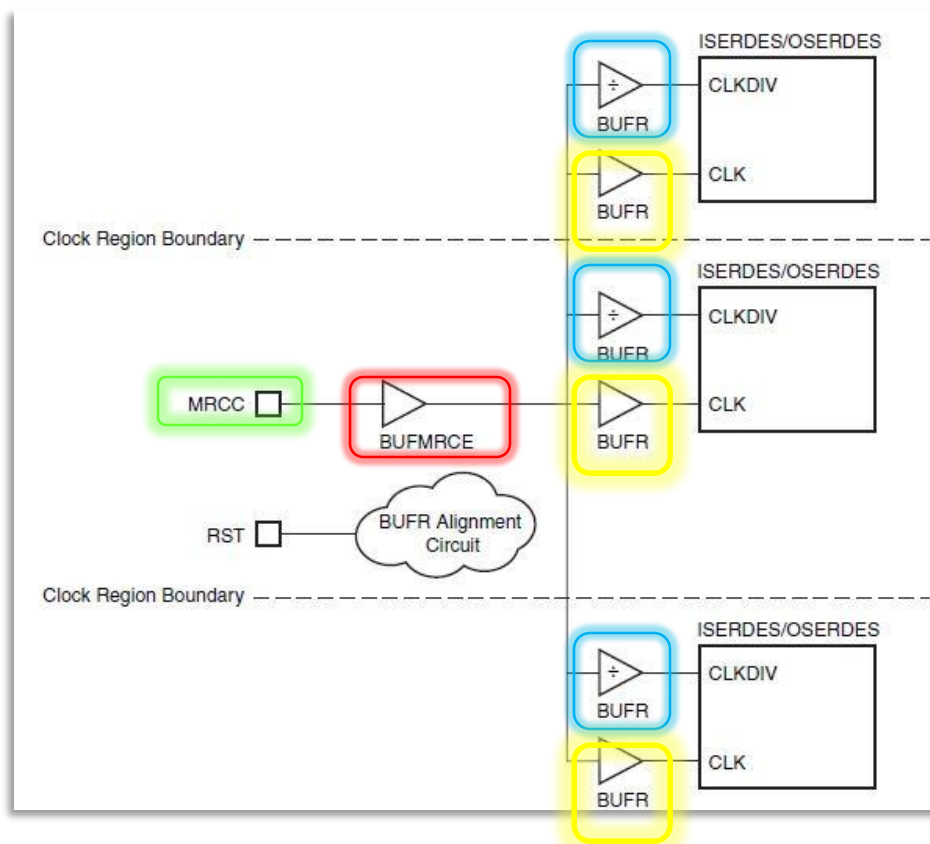 ISERDES/OSERDES
÷
CLKDIV
BUFR
CLK
BUFR
Clock Region Boundary
ISERDES/OSERDES
÷
CLKDIV
BUFR
MRCC
BUFMRCE
CLK
BUFR
RST
BUFR Alignment
Circuit
Clock Region Boundary
ISERDES/OSERDES
÷
CLKDIV
BUFR
CLK
BUFR